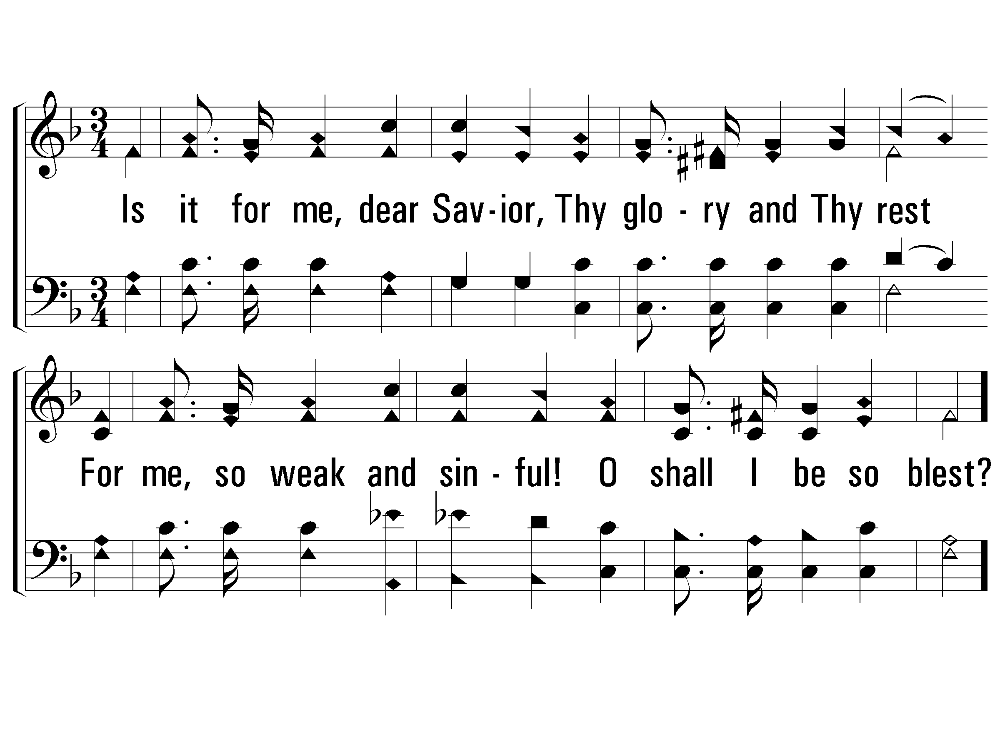 Is it for me, dear Sav-ior, Thy glo - ry and Thy rest
For me, so weak and sin - ful! O shall I be so blest?